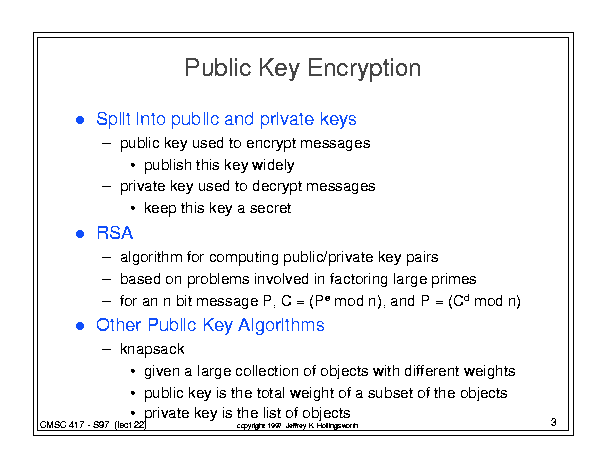 Public Key Encryption
● Split into public and private keys
– public key used to encrypt messages
• publish this key widely
– private key used to decrypt messages
• keep this key a secret
● RSA
– algorithm for computing public/private key pairs
– based on problems involved in factoring large primes
– for an n bit message P, C = (Pᵉ mod n), and P = (Cᵈ mod n)
● Other Public Key Algorithms
– knapsack
• given a large collection of objects with different weights
• public key is the total weight of a subset of the objects
• private key is the list of objects
CMSC 417 - S97 (lect 22)
copyright 1997 Jeffrey K. Hollingsworth
3